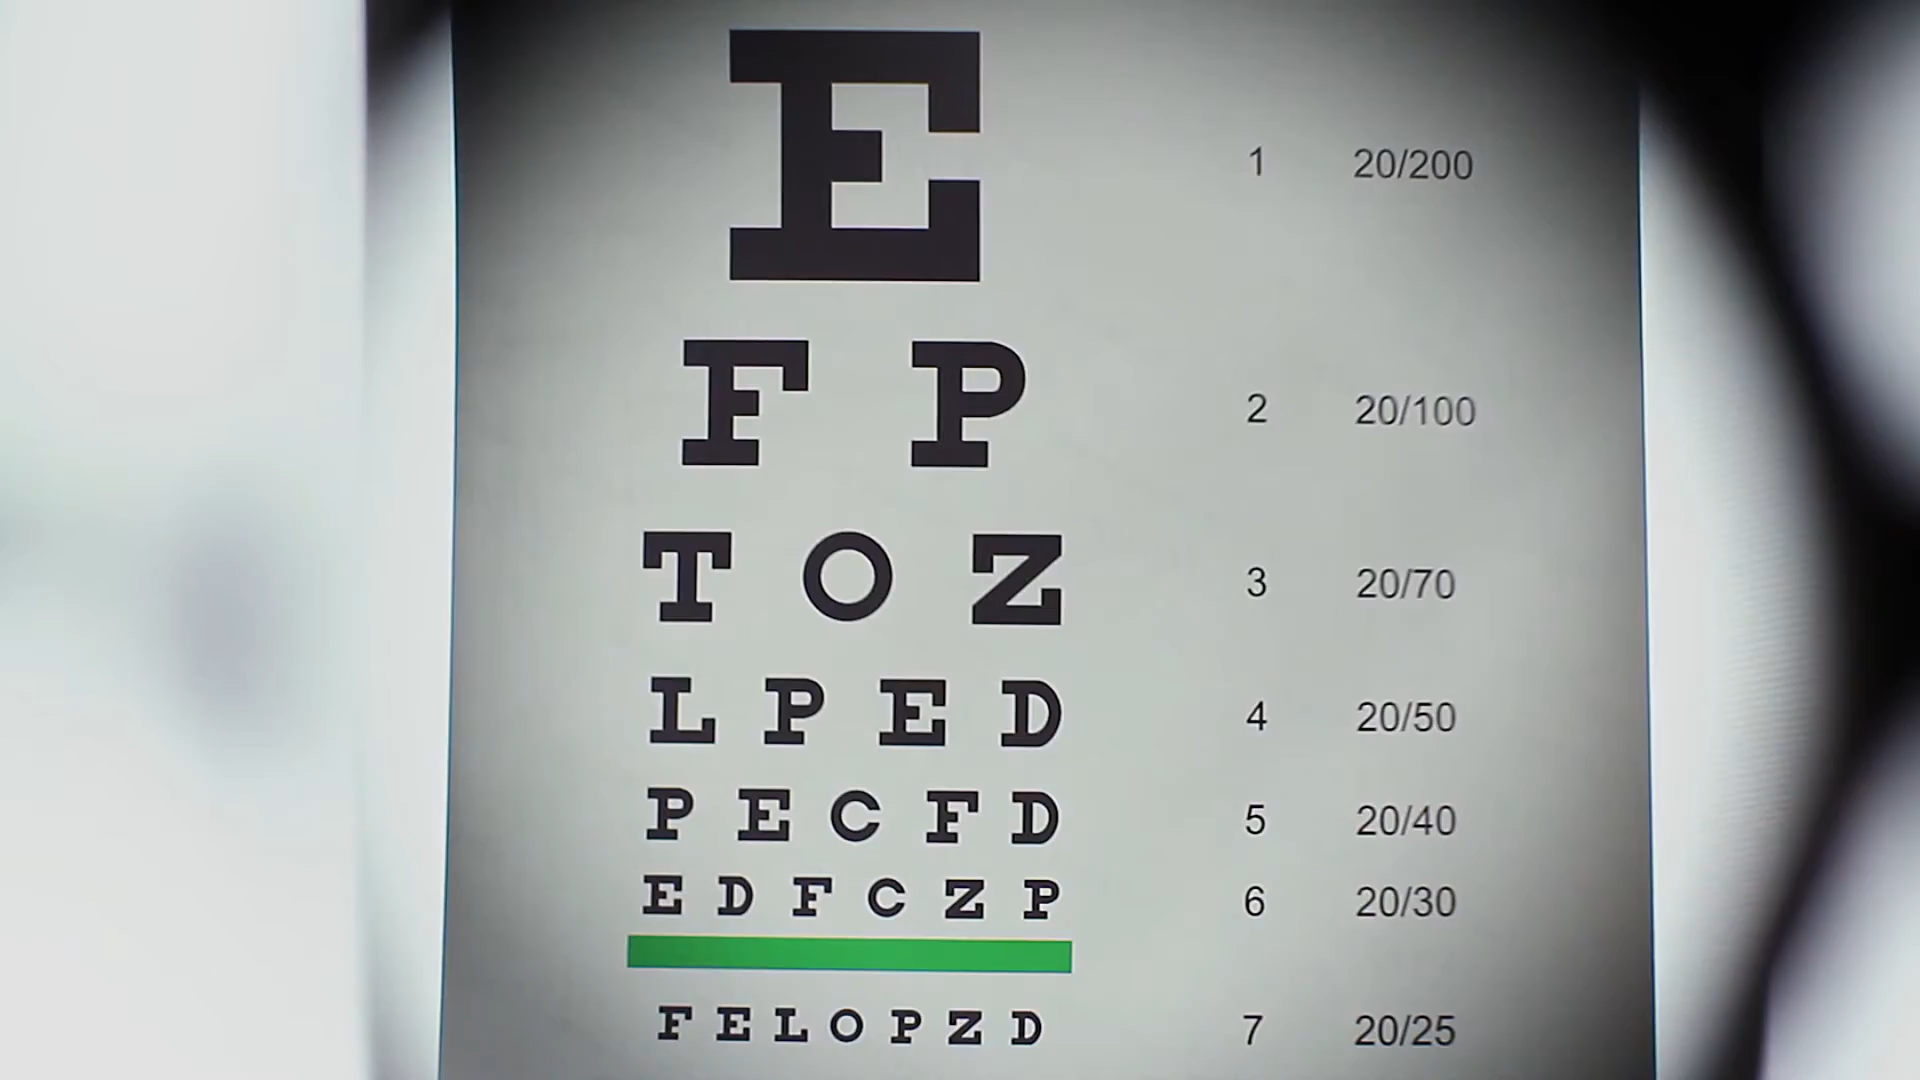 E 1 20/200
F P 2 20/100
T O Z 3 20/70
L P E D 4 20/50
P E C F D 5 20/40
E D F C Z P 6 20/30
F E L O P Z D 7 20/25